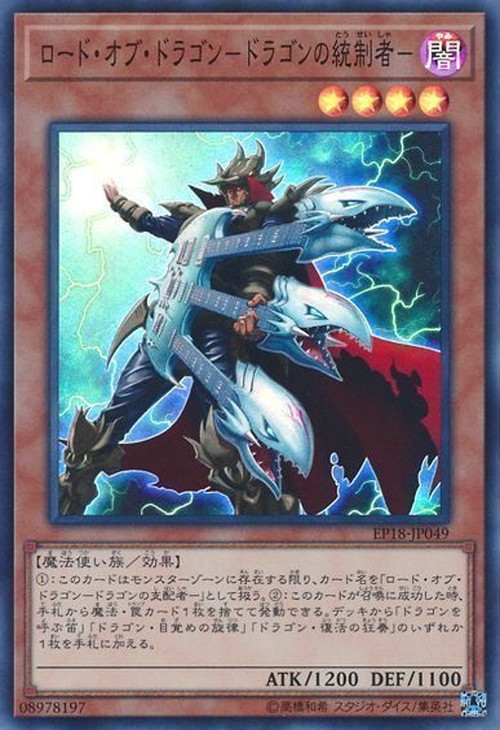 ロード・オブ・ドラゴン－ドラゴンの統制者－
闇
EP18-JP049
【魔法使い族／効果】
①：このカードはモンスターゾーンに存在する限り、カード名を「ロード・オブ・
ドラゴン－ドラゴンの支配者－」として扱う。②：このカードが召喚に成功した時、
手札から魔法・罠カード１枚を捨てて発動できる。デッキから「ドラゴンを
呼ぶ笛」「ドラゴン・目覚めの旋律」「ドラゴン・復活の狂奏」のいずれか
１枚を手札に加える。
ATK/1200 DEF/1100
08978197
©高橋和希 スタジオ・ダイス/集英社